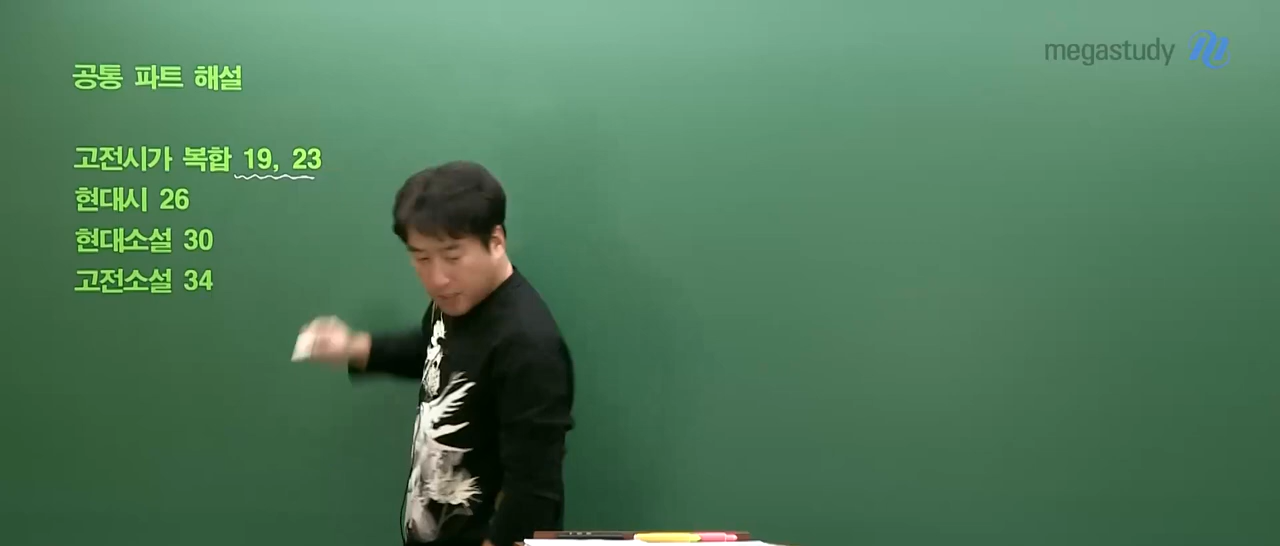 공통 파트 해설
megastudy
고전시가 복합 19, 23
현대시 26
현대소설 30
고전소설 34